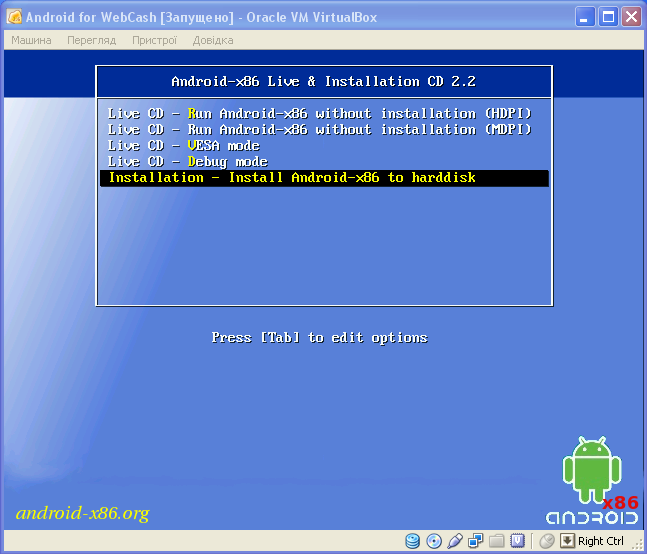 Android for WebCash [Запущено] - Oracle VM VirtualBox
Машина Перегляд Пристрої Довідка
Android-x86 Live & Installation CD 2.2
Live CD - Run Android-x86 without installation (HDPI)
Live CD - Run Android-x86 without installation (MDPI)
Live CD - VESA mode
Live CD - Debug mode
Installation - Install Android-x86 to harddisk
Press [Tab] to edit options
x86
android-x86.org
ANDROID
Right Ctrl